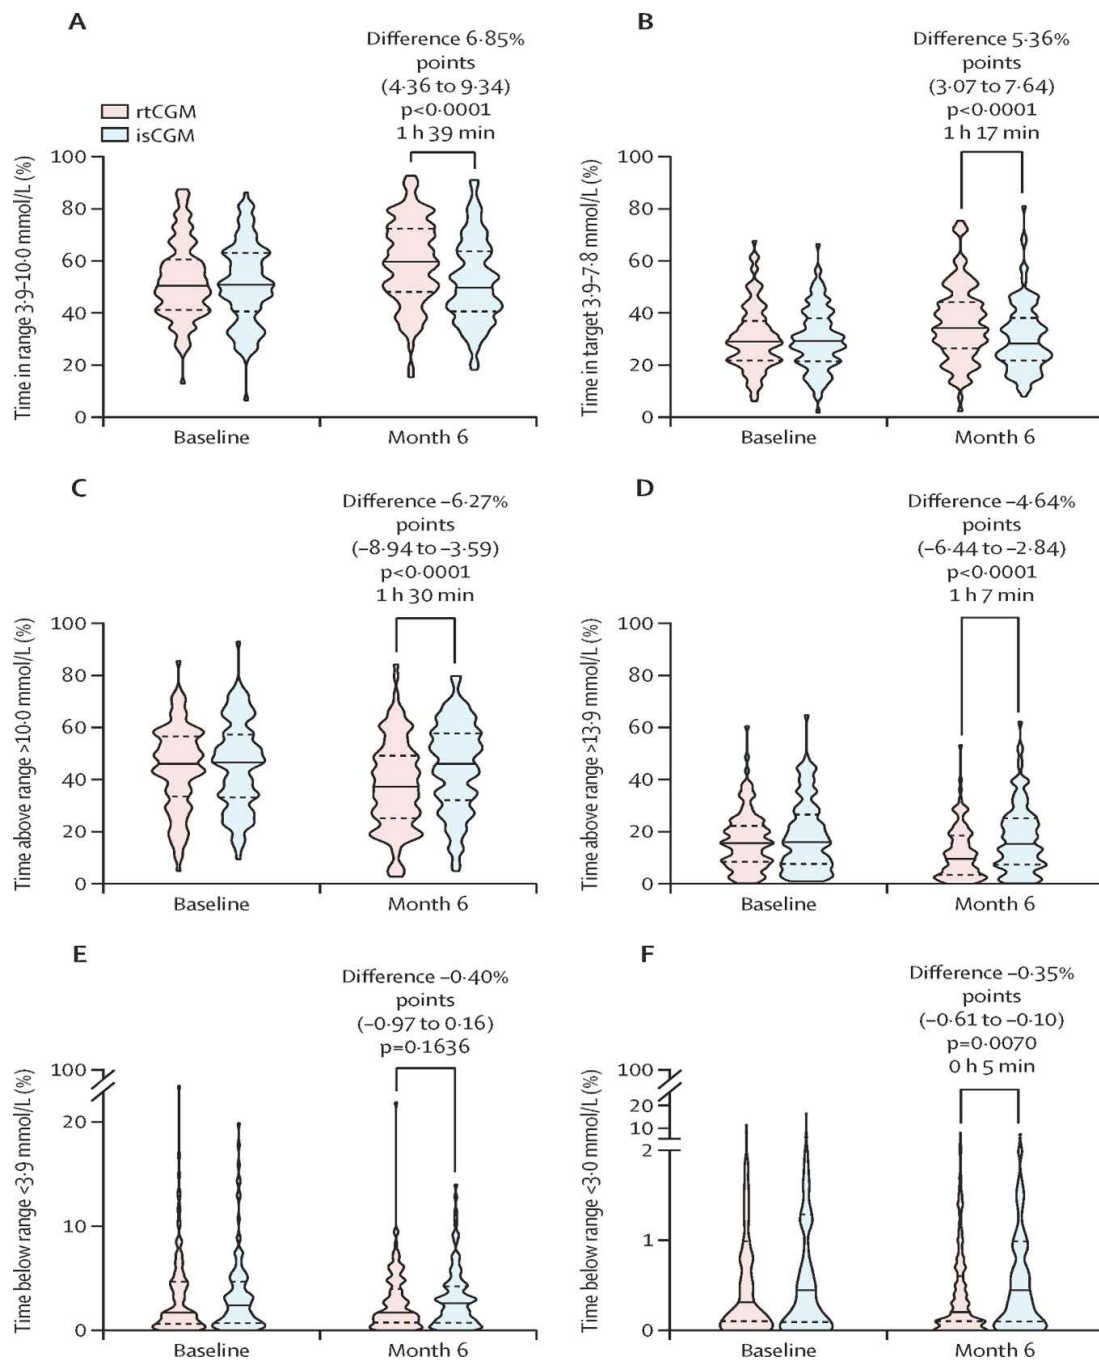 A
Difference 6·85%
points
(4·36 to 9·34)
p<0·0001
1 h 39 min
rtCGM
isCGM
Time in range 3·9–10·0 mmol/L (%)
100
80
60
40
20
0
Baseline
Month 6
B
Difference 5·36%
points
(3·07 to 7·64)
p<0·0001
1 h 17 min
Time in target 3·9–7·8 mmol/L (%)
100
80
60
40
20
0
Baseline
Month 6
C
Difference –6·27%
points
(–8·94 to –3·59)
p<0·0001
1 h 30 min
Time above range >10·0 mmol/L (%)
100
80
60
40
20
0
Baseline
Month 6
D
Difference –4·64%
points
(–6·44 to –2·84)
p<0·0001
1 h 7 min
Time above range >13·9 mmol/L (%)
100
80
60
40
20
0
Baseline
Month 6
E
Difference –0·40%
points
(–0·97 to 0·16)
p=0·1636
Time below range <3·9 mmol/L (%)
100
20
10
0
Baseline
Month 6
F
Difference –0·35%
points
(–0·61 to –0·10)
p=0·0070
0 h 5 min
Time below range <3·0 mmol/L (%)
100
20
10
2
1
0
Baseline
Month 6